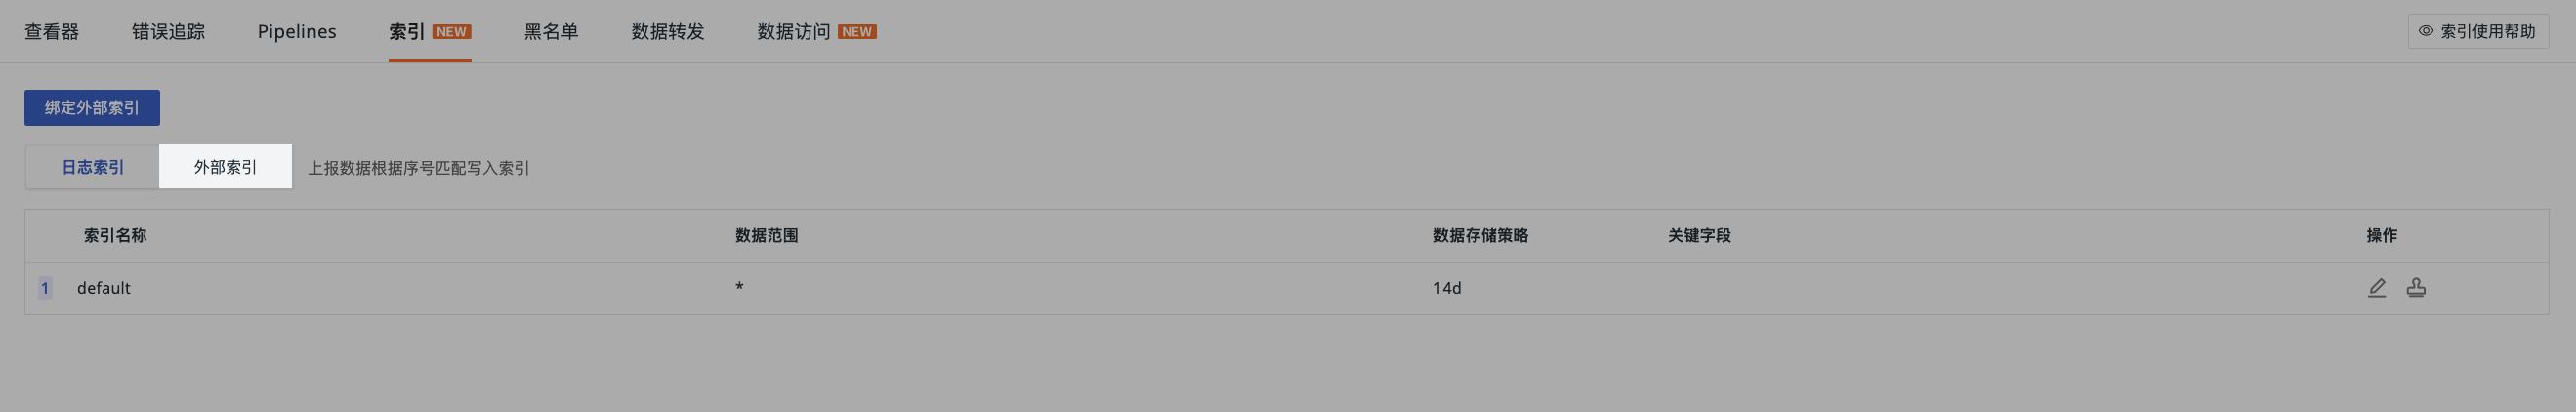 查看器 错误追踪 Pipelines 索引 NEW 黑名单 数据转发 数据访问 NEW 索引使用帮助
绑定外部索引
日志索引 外部索引 上报数据根据序号匹配写入索引
索引名称 数据范围 数据存储策略 关键字段 操作
1 default * 14d